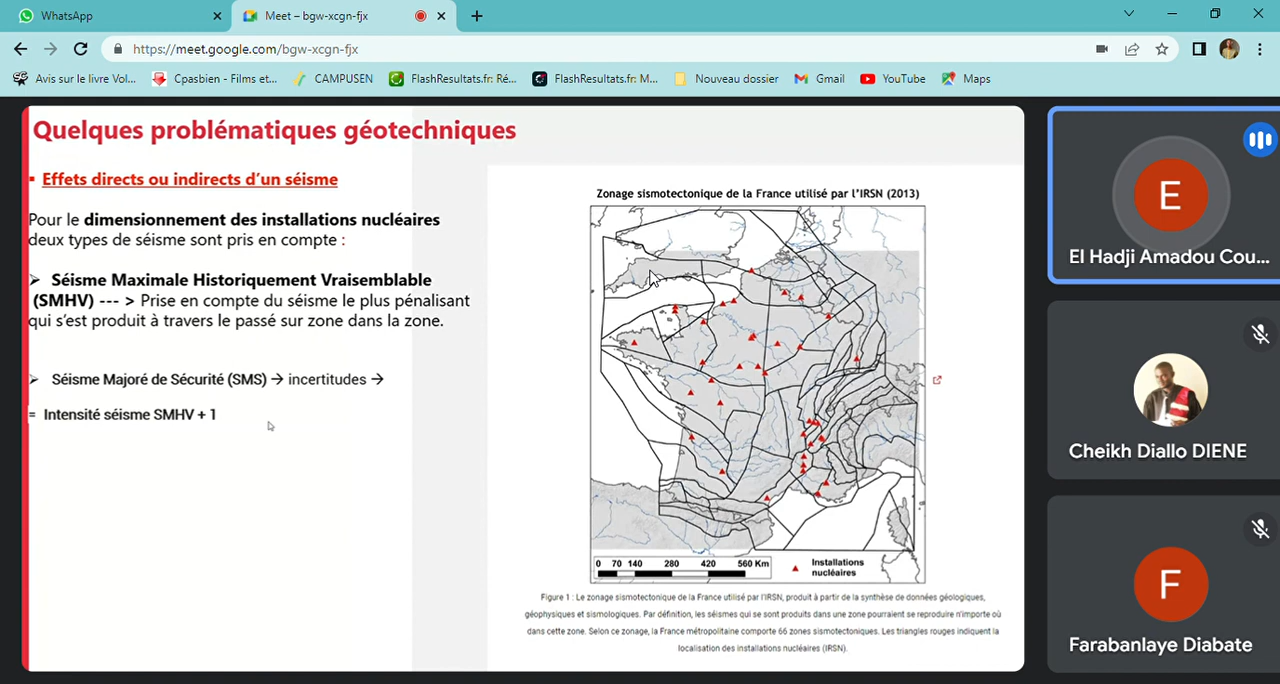 WhatsApp
Meet – bgw-xcgn-fjx
https://meet.google.com/bgw-xcgn-fjx
Avis sur le livre Vol...
Cpasbien - Films et...
CAMPUSEN
FlashResultats.fr: Ré...
FlashResultats.fr: M...
Nouveau dossier
Gmail
YouTube
Maps
Quelques problématiques géotechniques
▪ Effets directs ou indirects d’un séisme
Pour le dimensionnement des installations nucléaires
deux types de séisme sont pris en compte :
➢ Séisme Maximale Historiquement Vraisemblable
(SMHV) --- > Prise en compte du séisme le plus pénalisant
qui s’est produit à travers le passé sur zone dans la zone.
➢ Séisme Majoré de Sécurité (SMS) → incertitudes →
= Intensité séisme SMHV + 1
Zonage sismotectonique de la France utilisé par l’IRSN (2013)
0 70 140 280 420 560 Km
Installations
nucléaires
Figure 1 : Le zonage sismotectonique de la France utilisé par l'IRSN, produit à partir de la synthèse de données géologiques,
géophysiques et sismologiques. Par définition, les séismes qui se sont produits dans une zone pourraient se reproduire n'importe où
dans cette zone. Selon ce zonage, la France métropolitaine comporte 66 zones sismotectoniques. Les triangles rouges indiquent la
localisation des installations nucléaires (IRSN).
E
El Hadji Amadou Cou...
Cheikh Diallo DIENE
F
Farabanlaye Diabate